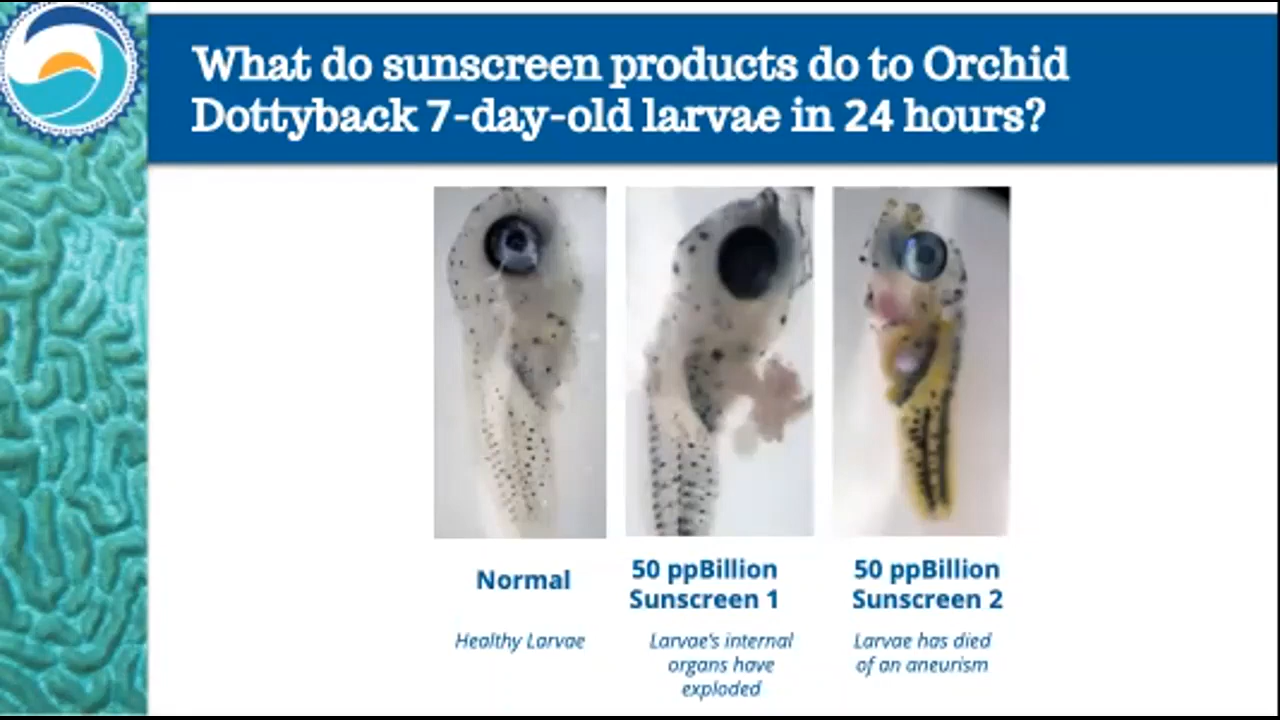 What do sunscreen products do to Orchid
Dottyback 7-day-old larvae in 24 hours?
Normal
Healthy Larvae
50 ppBillion
Sunscreen 1
Larvae's internal
organs have
exploded
50 ppBillion
Sunscreen 2
Larvae has died
of an aneurism